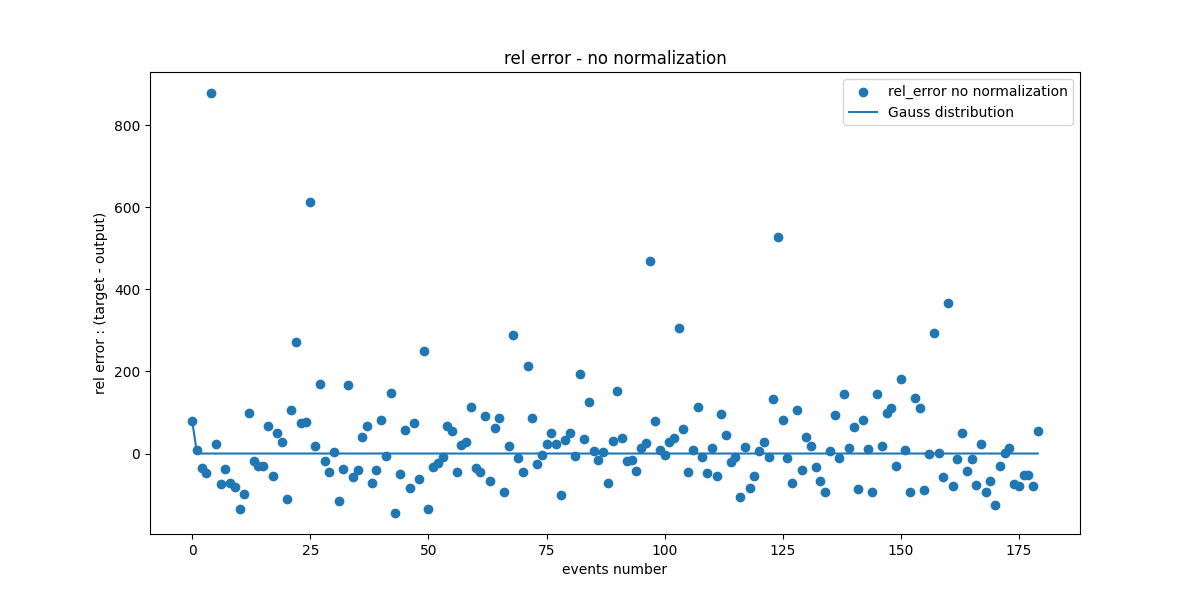 rel error - no normalization
rel_error no normalization
Gauss distribution
rel error : (target - output)
800
600
400
200
0
0 25 50 75 100 125 150 175
events number